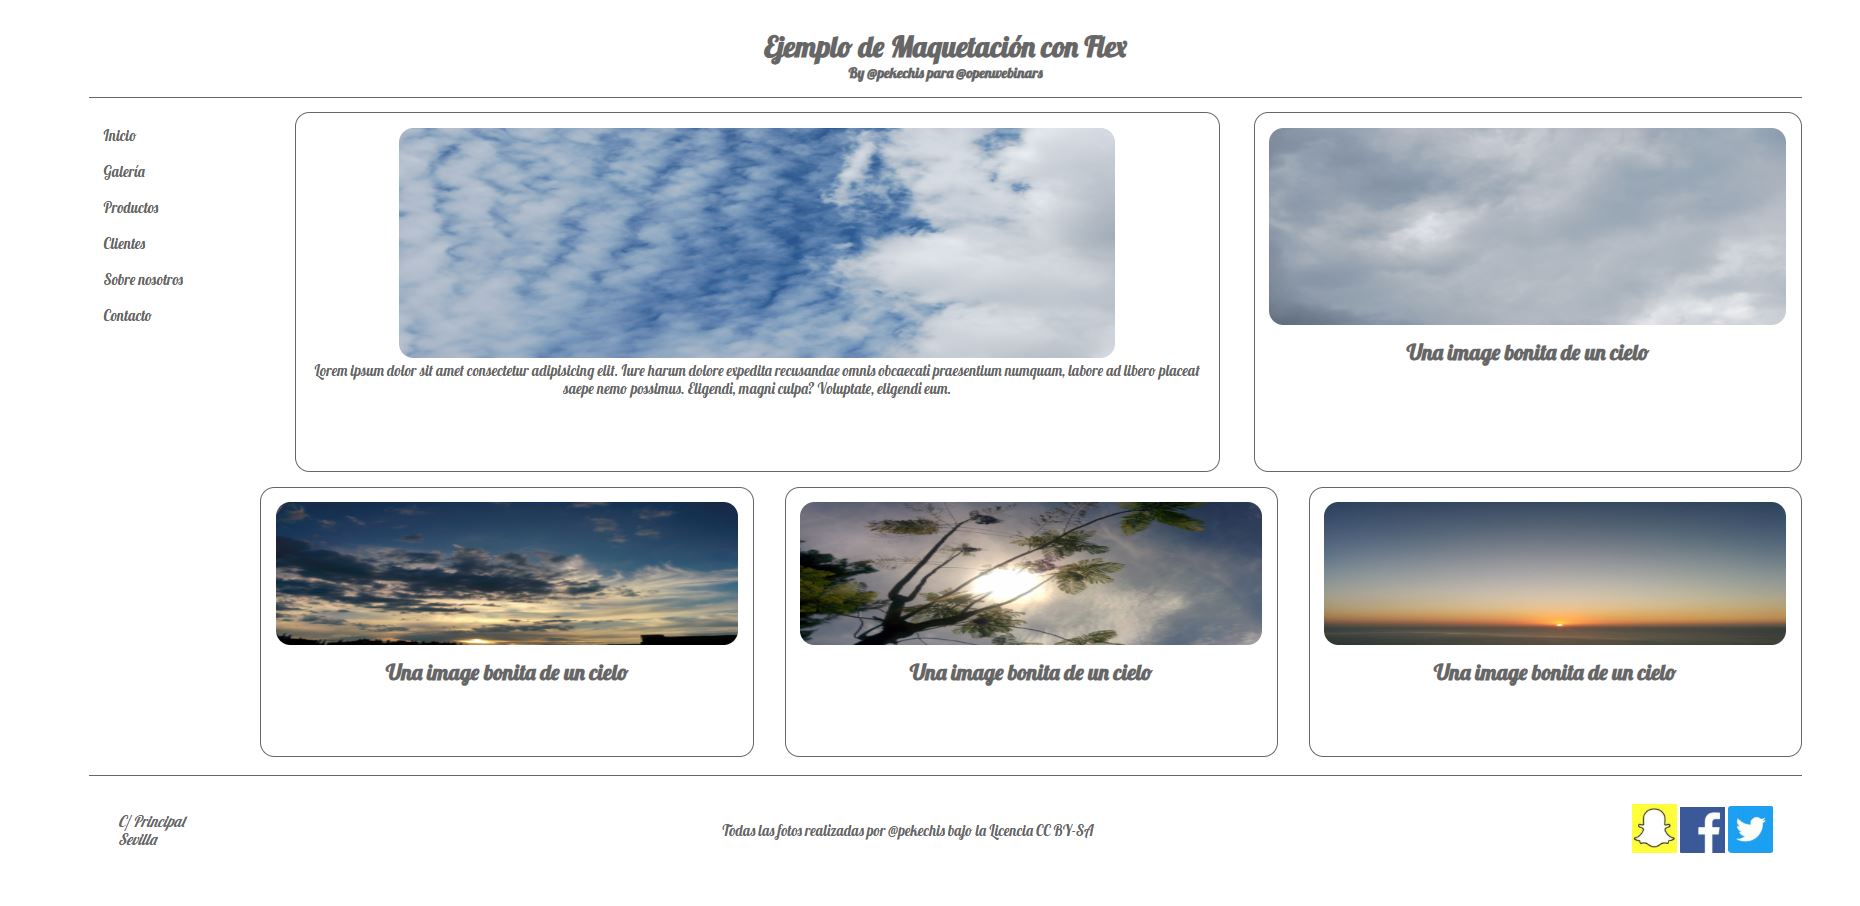 Ejemplo de Maquetación con Flex
By @pekechis para @openwebinars
Inicio
Galería
Productos
Clientes
Sobre nosotros
Contacto
Lorem ipsum dolor sit amet consectetur adipisicing elit. Iure harum dolore expedita recusandae omnis obcaecati praesentium numquam, labore ad libero placeat
saepe nemo possimus. Eligendi, magni culpa? Voluptate, eligendi eum.
Una image bonita de un cielo
Una image bonita de un cielo
Una image bonita de un cielo
Una image bonita de un cielo
C/ Principal
Sevilla
Todas las fotos realizadas por @pekechis bajo la Licencia CC BY-SA